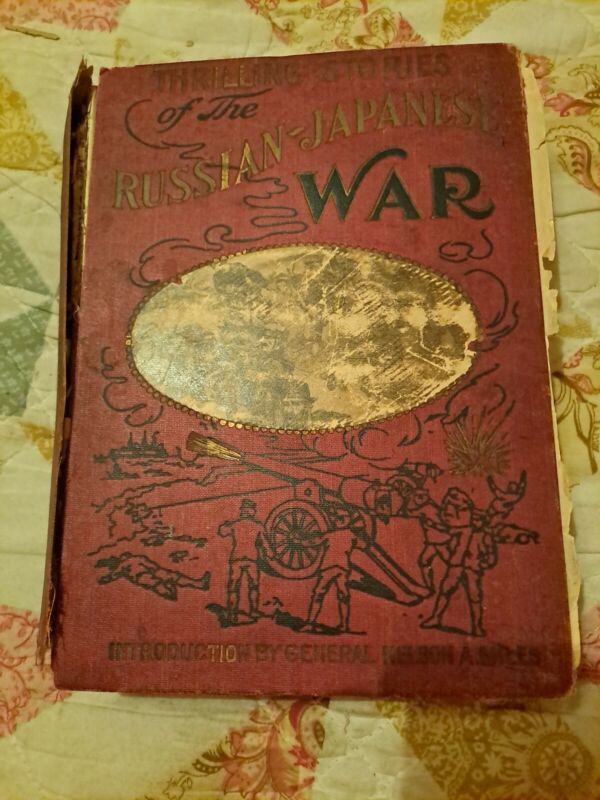 THRILLING STORIES
of The
RUSSIAN-JAPANESE
WAR
INTRODUCTION BY GENERAL NELSON A. MILES